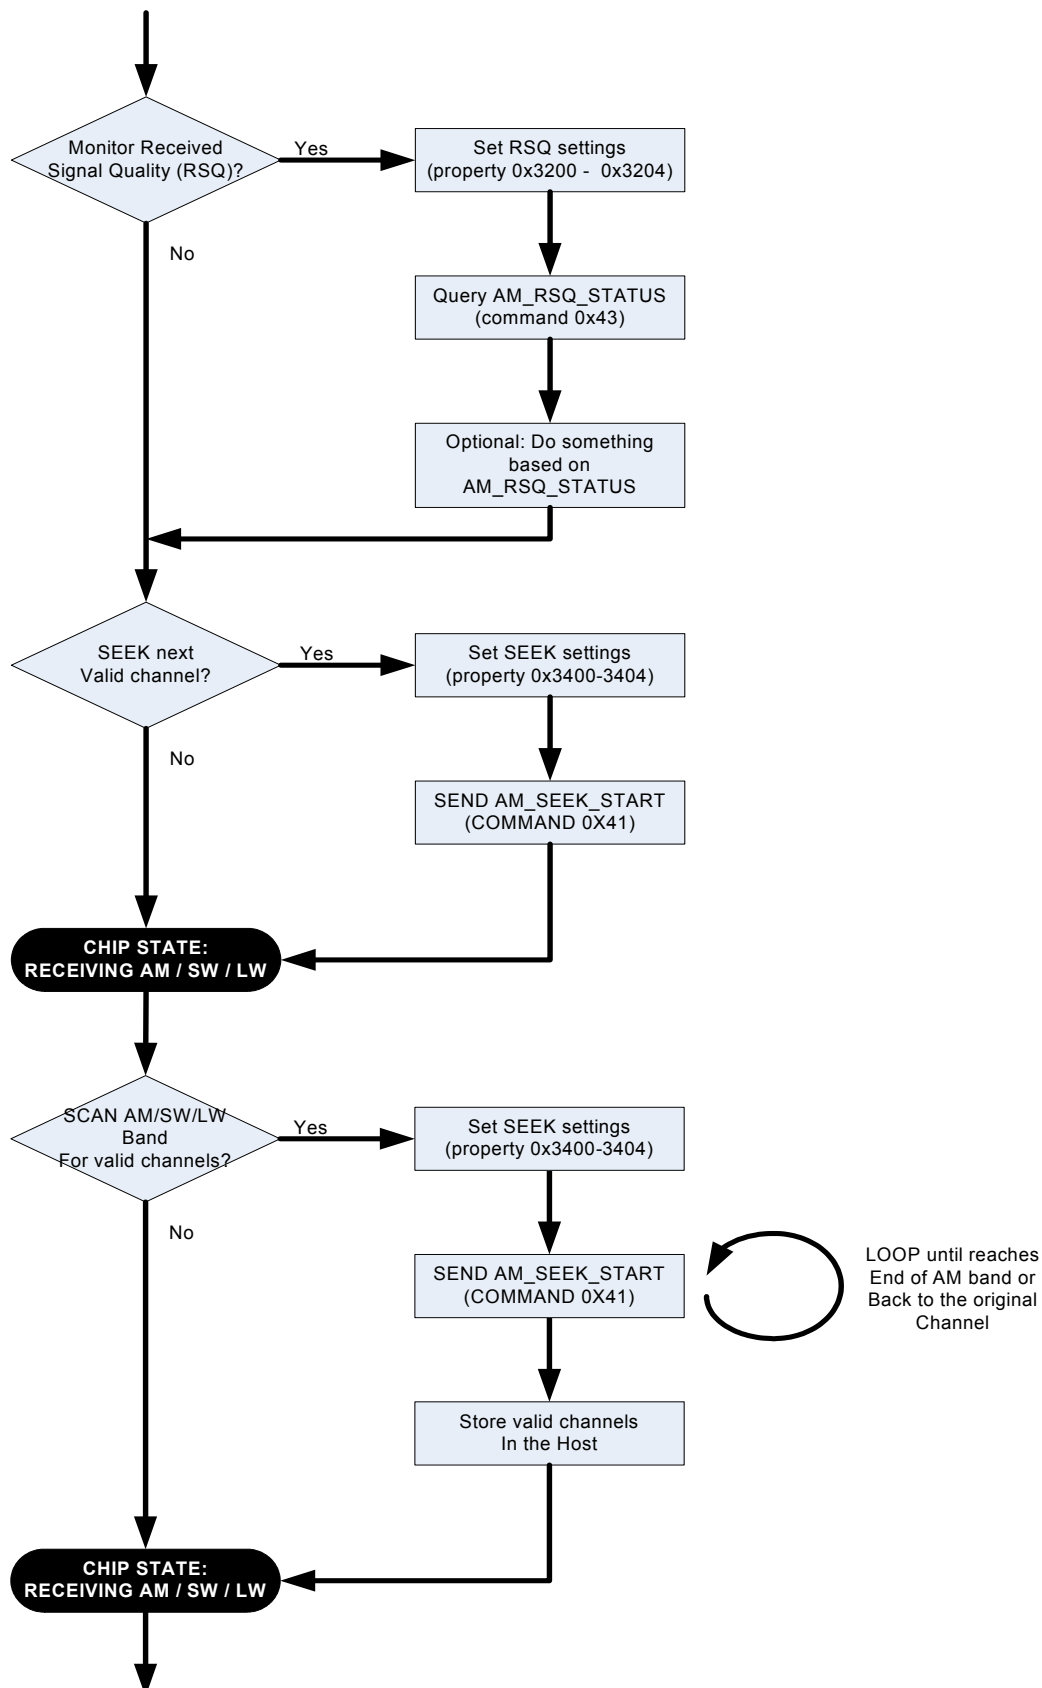 Monitor Received
Signal Quality (RSQ)?
Yes
Set RSQ settings
(property 0x3200 - 0x3204)
No
Query AM_RSQ_STATUS
(command 0x43)
Optional: Do something
based on
AM_RSQ_STATUS
SEEK next
Valid channel?
Yes
Set SEEK settings
(property 0x3400-3404)
No
SEND AM_SEEK_START
(COMMAND 0X41)
CHIP STATE:
RECEIVING AM / SW / LW
SCAN AM/SW/LW
Band
For valid channels?
Yes
Set SEEK settings
(property 0x3400-3404)
No
SEND AM_SEEK_START
(COMMAND 0X41)
LOOP until reaches
End of AM band or
Back to the original
Channel
Store valid channels
In the Host
CHIP STATE:
RECEIVING AM / SW / LW